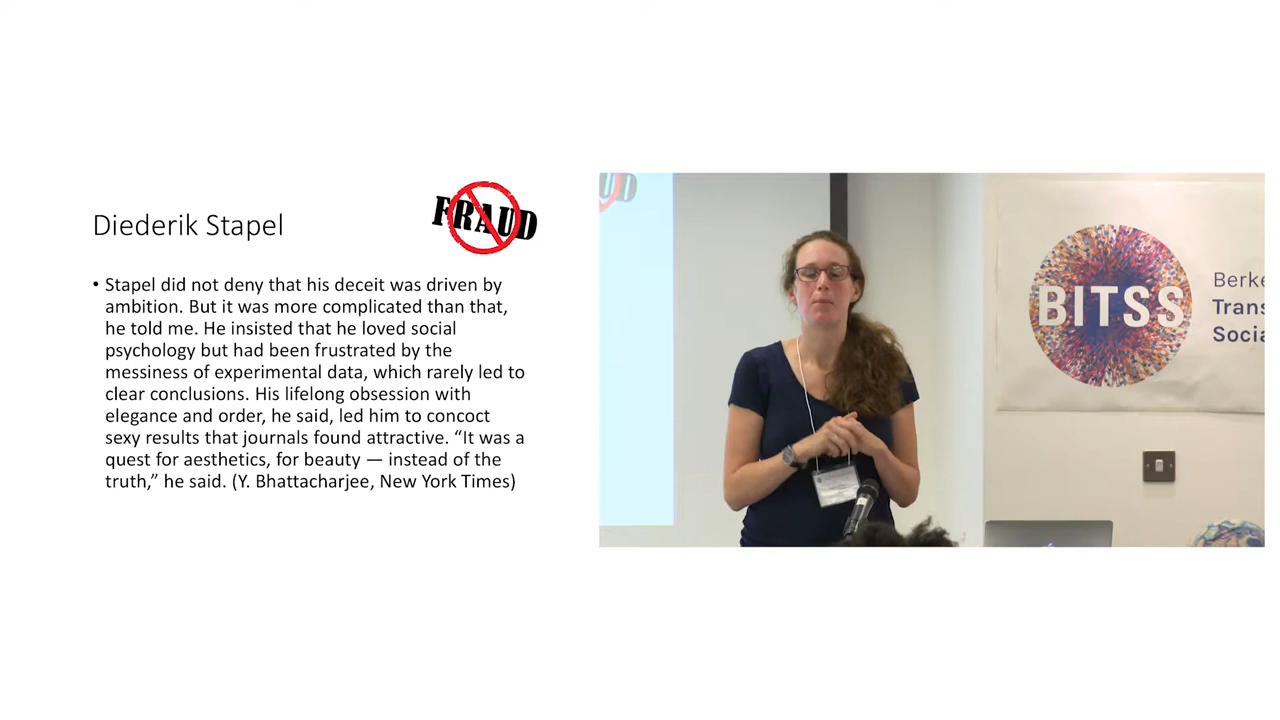 Diederik Stapel
FRAUD
• Stapel did not deny that his deceit was driven by
ambition. But it was more complicated than that,
he told me. He insisted that he loved social
psychology but had been frustrated by the
messiness of experimental data, which rarely led to
clear conclusions. His lifelong obsession with
elegance and order, he said, led him to concoct
sexy results that journals found attractive. “It was a
quest for aesthetics, for beauty — instead of the
truth,” he said. (Y. Bhattacharjee, New York Times)
UD
BITSS
Berke
Trans
Socia